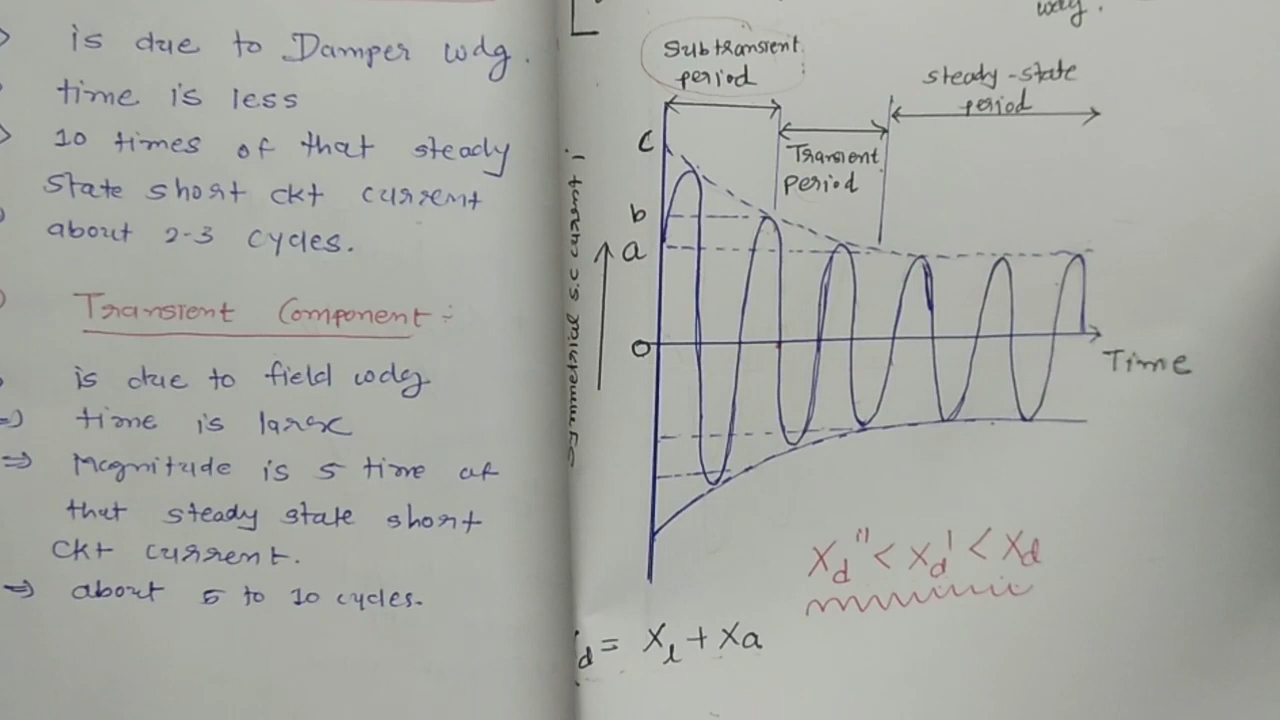 is due to Damper wdg.
time is less
10 times of that steady
state short ckt current
about 2-3 cycles.
Transient Component :-
is due to field wdg
time is large
⇒ Magnitude is 5 time of
that steady state short
ckt current.
⇒ about 5 to 10 cycles.
wdg.
Subtransient
period
steady-state
period
Transient
period
c
b
a
o
symmetrial s.c current i
Time
Xd'' < Xd' < Xd
d = Xl + Xa